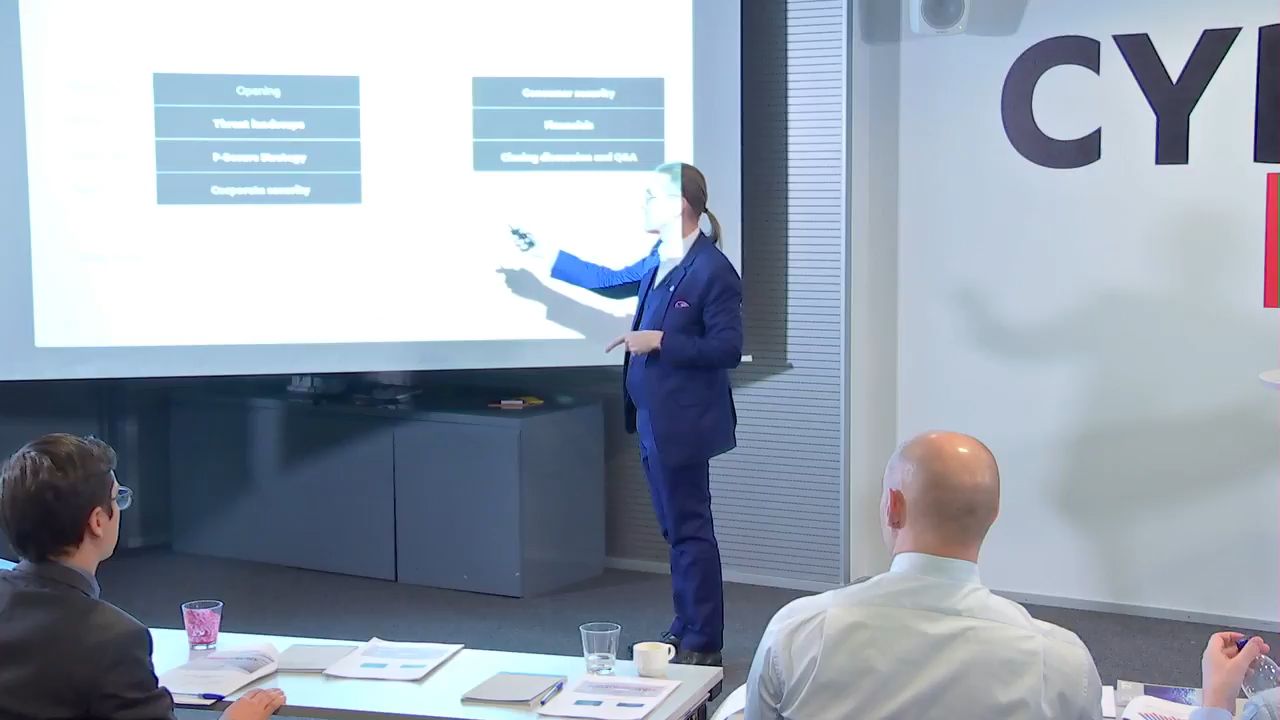 Opening
Threat landscape
F-Secure Strategy
Corporate security
Consumer security
Financials
Closing discussion and Q&A
CY